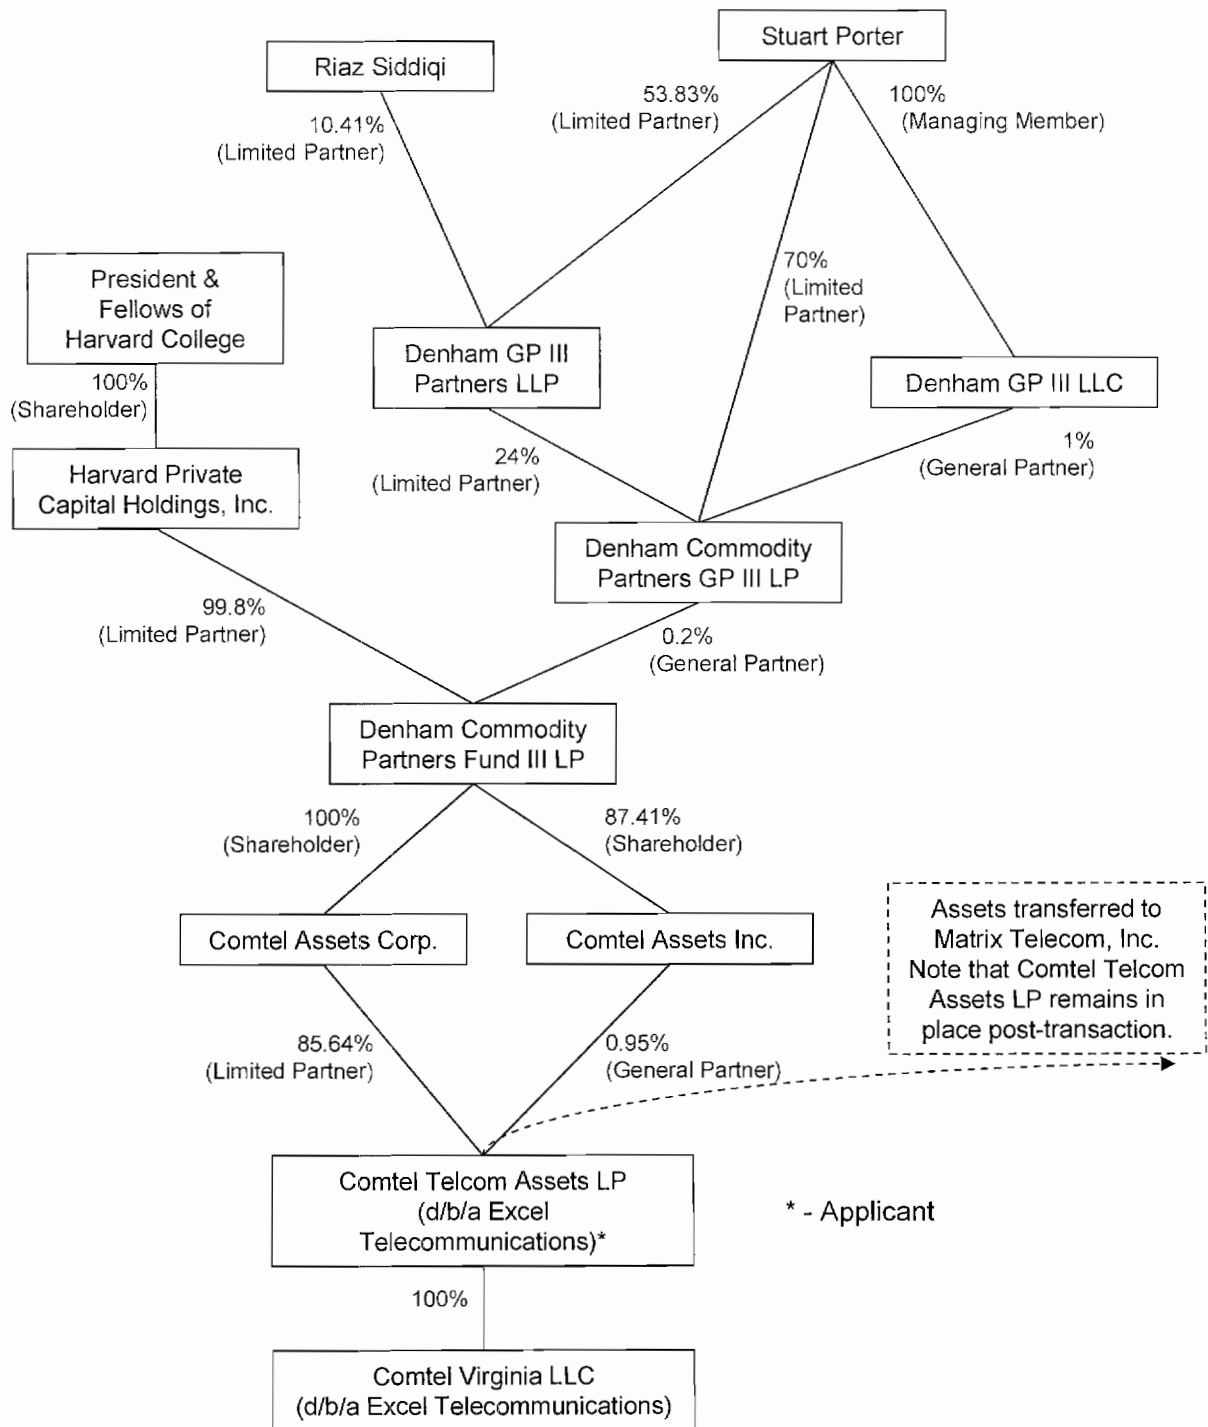 Stuart Porter
Riaz Siddiqi
53.83%
(Limited Partner)
100%
(Managing Member)
10.41%
(Limited Partner)
President &
Fellows of
Harvard College
70%
(Limited
Partner)
Denham GP III
Partners LLP
Denham GP III LLC
100%
(Shareholder)
24%
(Limited Partner)
1%
(General Partner)
Harvard Private
Capital Holdings, Inc.
Denham Commodity
Partners GP III LP
99.8%
(Limited Partner)
0.2%
(General Partner)
Denham Commodity
Partners Fund III LP
100%
(Shareholder)
87.41%
(Shareholder)
Comtel Assets Corp.
Comtel Assets Inc.
Assets transferred to
Matrix Telecom, Inc.
Note that Comtel Telcom
Assets LP remains in
place post-transaction.
85.64%
(Limited Partner)
0.95%
(General Partner)
Comtel Telcom Assets LP
(d/b/a Excel
Telecommunications)*
* - Applicant
100%
Comtel Virginia LLC
(d/b/a Excel Telecommunications)